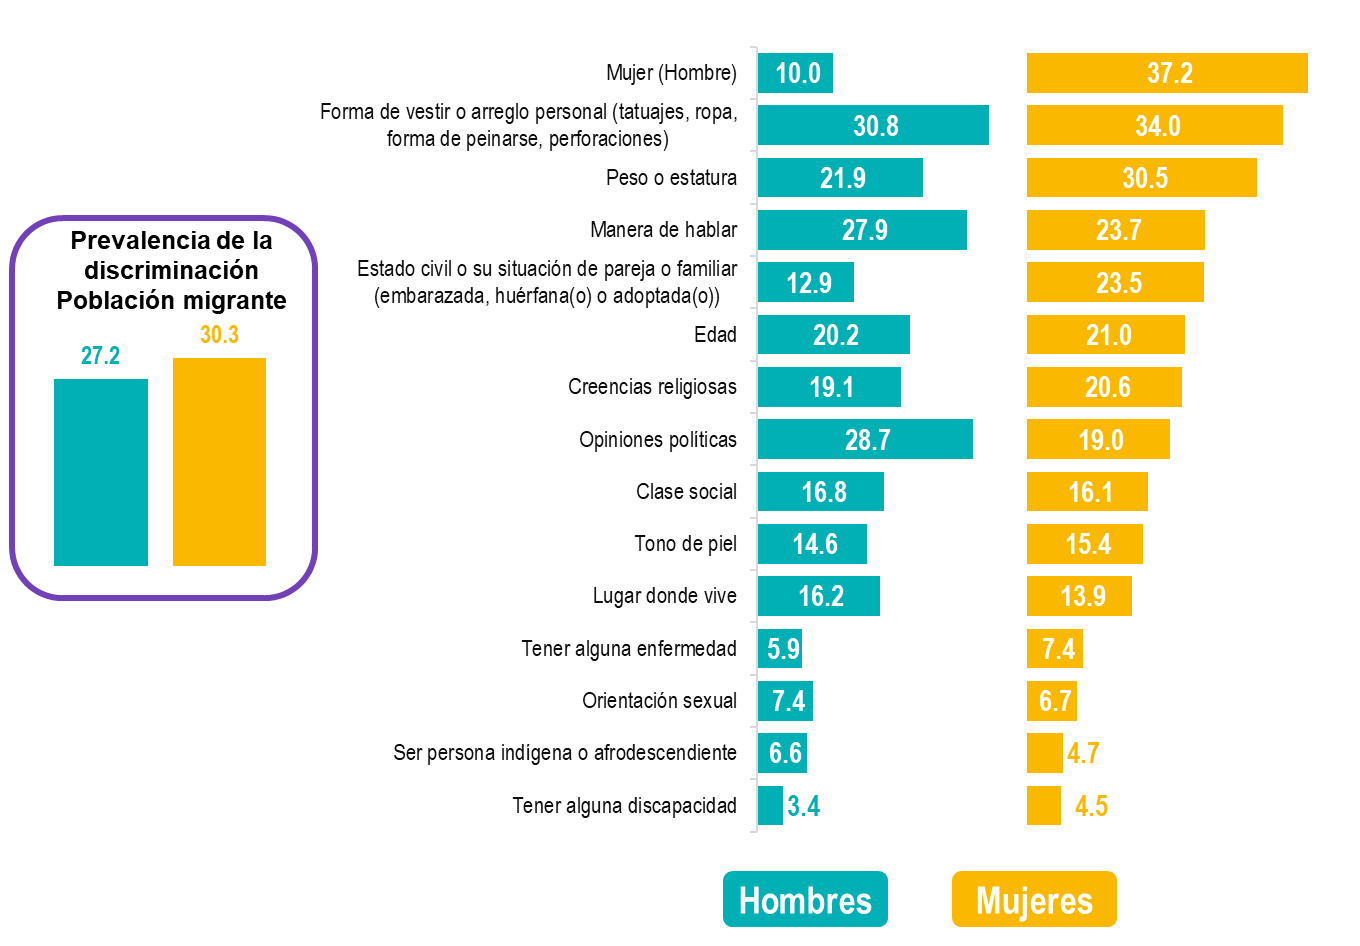 Prevalencia de la
discriminación
Población migrante
27.2
30.3
Mujer (Hombre)
10.0
37.2
Forma de vestir o arreglo personal (tatuajes, ropa,
forma de peinarse, perforaciones)
30.8
34.0
Peso o estatura
21.9
30.5
Manera de hablar
27.9
23.7
Estado civil o su situación de pareja o familiar
(embarazada, huérfana(o) o adoptada(o))
12.9
23.5
Edad
20.2
21.0
Creencias religiosas
19.1
20.6
Opiniones políticas
28.7
19.0
Clase social
16.8
16.1
Tono de piel
14.6
15.4
Lugar donde vive
16.2
13.9
Tener alguna enfermedad
5.9
7.4
Orientación sexual
7.4
6.7
Ser persona indígena o afrodescendiente
6.6
4.7
Tener alguna discapacidad
3.4
4.5
Hombres
Mujeres